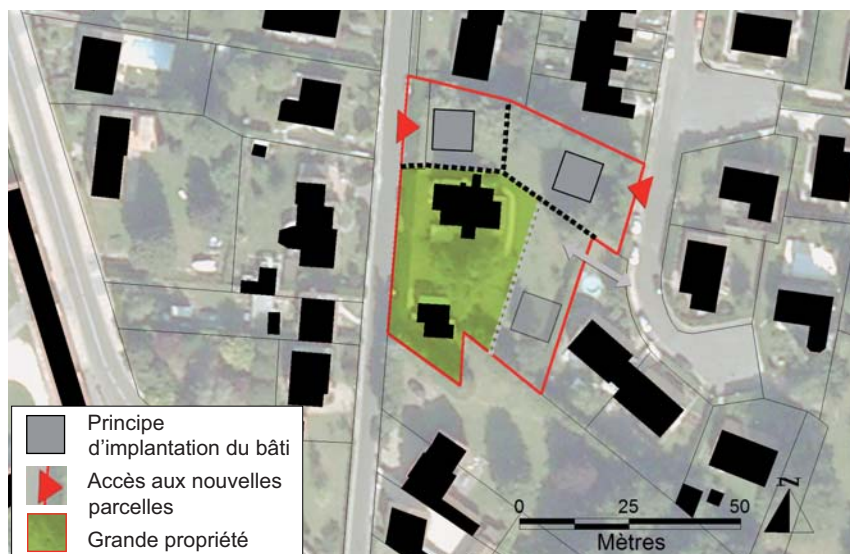 Principe
d'implantation du bâti
Accès aux nouvelles
parcelles
Grande propriété
0 25 50
Mètres
N